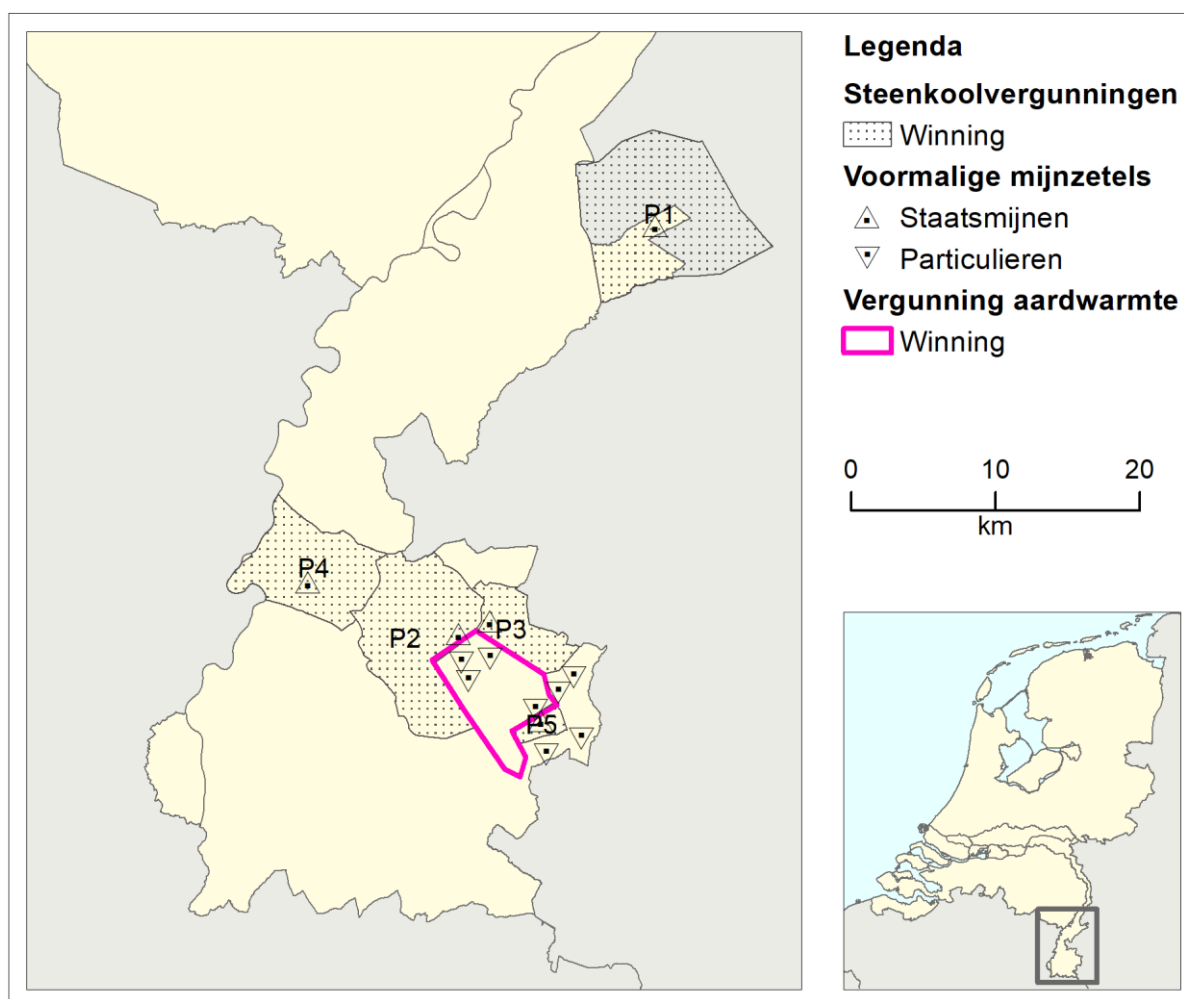 P1
P4
P2
P3
P5
Legenda
Steenkoolvergunningen
Winning
Voormalige mijnzetels
Staatsmijnen
Particulieren
Vergunning aardwarmte
Winning
0 10 20
km